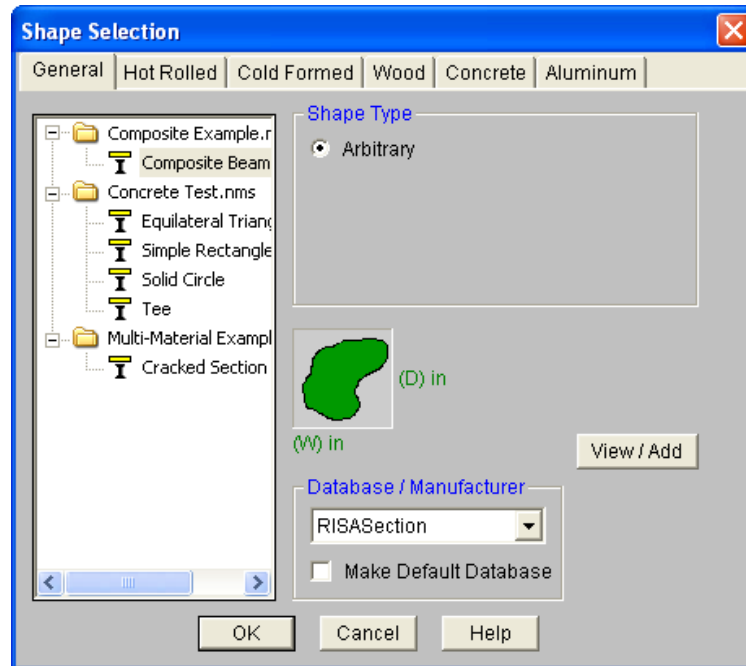 Shape Selection
General Hot Rolled Cold Formed Wood Concrete Aluminum
Composite Example.r
Composite Beam
Concrete Test.nms
Equilateral Triang
Simple Rectangle
Solid Circle
Tee
Multi-Material Exampl
Cracked Section
Shape Type
Arbitrary
(D) in
(W) in
View / Add
Database / Manufacturer
RISASection
Make Default Database
OK Cancel Help